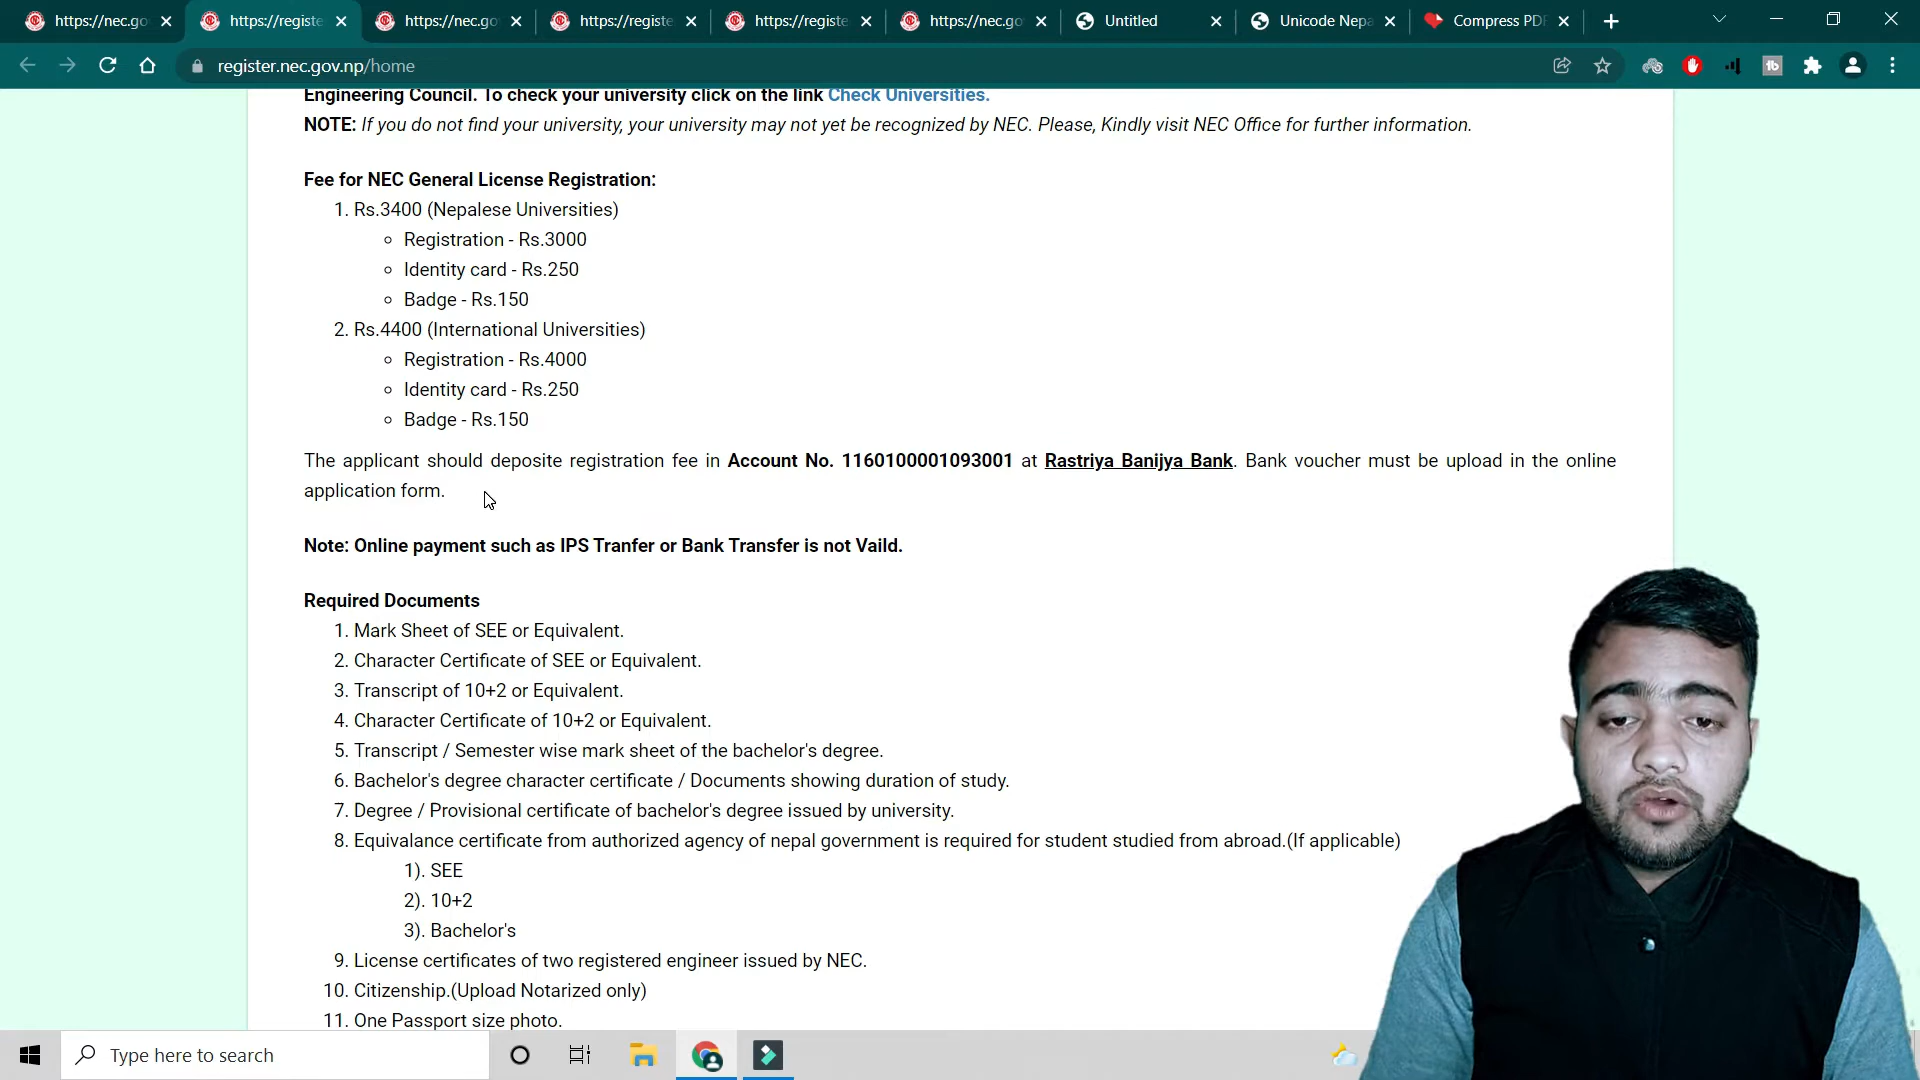 https://nec.go
https://registe
https://nec.go
https://registe
https://registe
https://nec.go
Untitled
Unicode Nepa
Compress PDF
register.nec.gov.np/home
Engineering Council. To check your university click on the link Check Universities.
NOTE: If you do not find your university, your university may not yet be recognized by NEC. Please, Kindly visit NEC Office for further information.
Fee for NEC General License Registration:
1. Rs.3400 (Nepalese Universities)
Registration - Rs.3000
Identity card - Rs.250
Badge - Rs.150
2. Rs.4400 (International Universities)
Registration - Rs.4000
Identity card - Rs.250
Badge - Rs.150
The applicant should deposite registration fee in Account No. 1160100001093001 at Rastriya Banijya Bank. Bank voucher must be upload in the online
application form.
Note: Online payment such as IPS Tranfer or Bank Transfer is not Vaild.
Required Documents
1. Mark Sheet of SEE or Equivalent.
2. Character Certificate of SEE or Equivalent.
3. Transcript of 10+2 or Equivalent.
4. Character Certificate of 10+2 or Equivalent.
5. Transcript / Semester wise mark sheet of the bachelor's degree.
6. Bachelor's degree character certificate / Documents showing duration of study.
7. Degree / Provisional certificate of bachelor's degree issued by university.
8. Equivalance certificate from authorized agency of nepal government is required for student studied from abroad.(If applicable)
1). SEE
2). 10+2
3). Bachelor's
9. License certificates of two registered engineer issued by NEC.
10. Citizenship.(Upload Notarized only)
11. One Passport size photo.
Type here to search